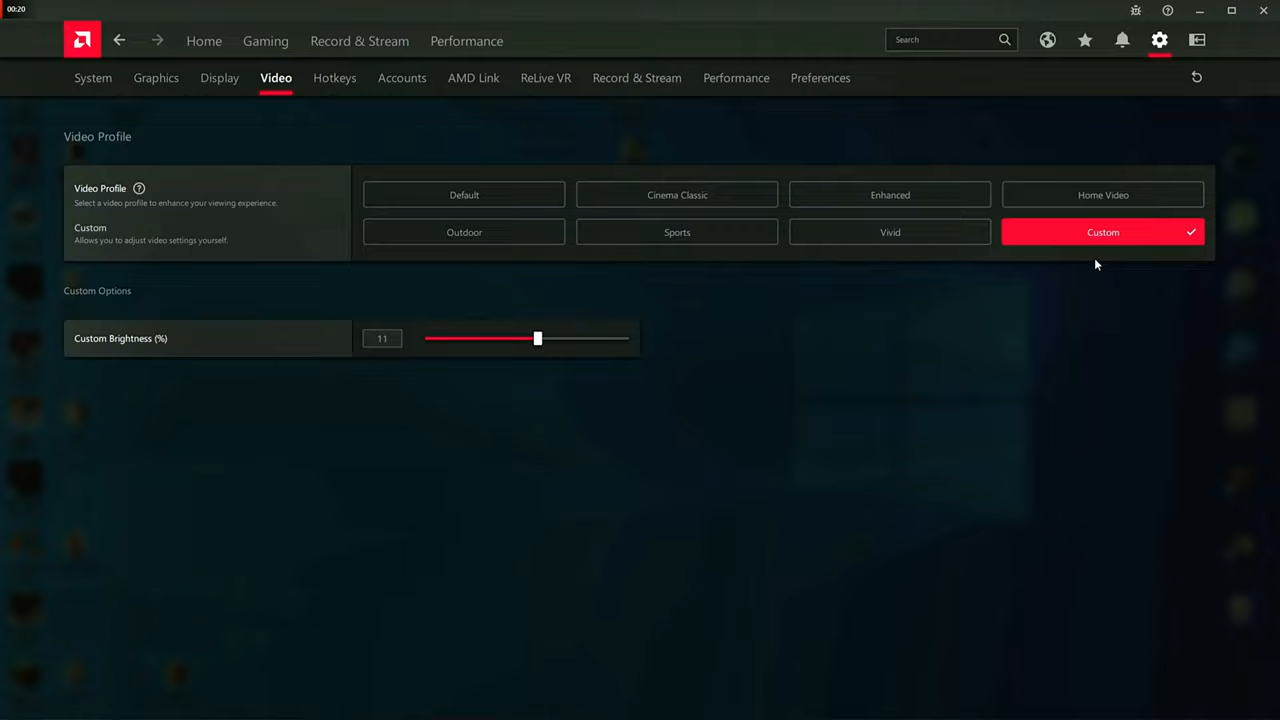 00:20
Home Gaming Record & Stream Performance Search
System Graphics Display Video Hotkeys Accounts AMD Link ReLive VR Record & Stream Performance Preferences
Video Profile
Video Profile ?
Select a video profile to enhance your viewing experience.
Custom
Allows you to adjust video settings yourself.
Default Cinema Classic Enhanced Home Video
Outdoor Sports Vivid Custom
Custom Options
Custom Brightness (%) 11